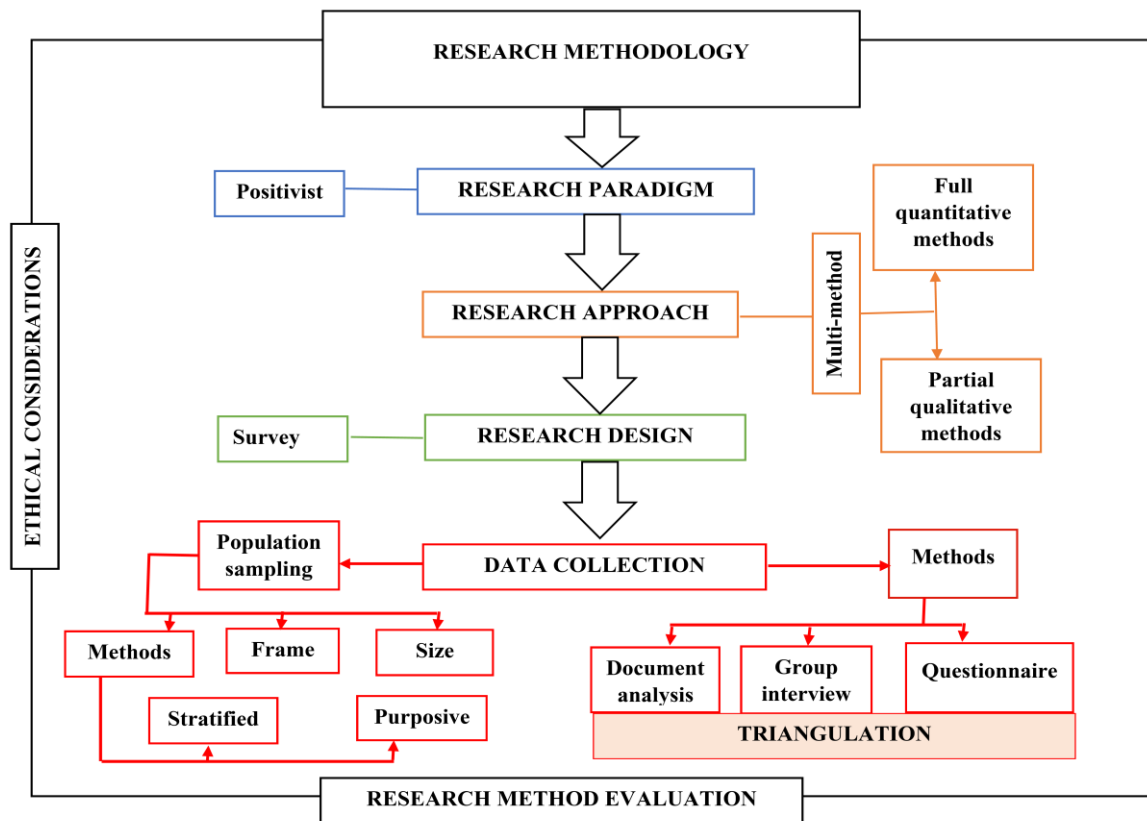 RESEARCH METHODOLOGY
Positivist
RESEARCH PARADIGM
Full
quantitative
methods
ETHICAL CONSIDERATIONS
RESEARCH APPROACH
Multi-method
Partial
qualitative
methods
Survey
RESEARCH DESIGN
Population
sampling
DATA COLLECTION
Methods
Methods
Frame
Size
Document
analysis
Group
interview
Questionnaire
Stratified
Purposive
TRIANGULATION
RESEARCH METHOD EVALUATION